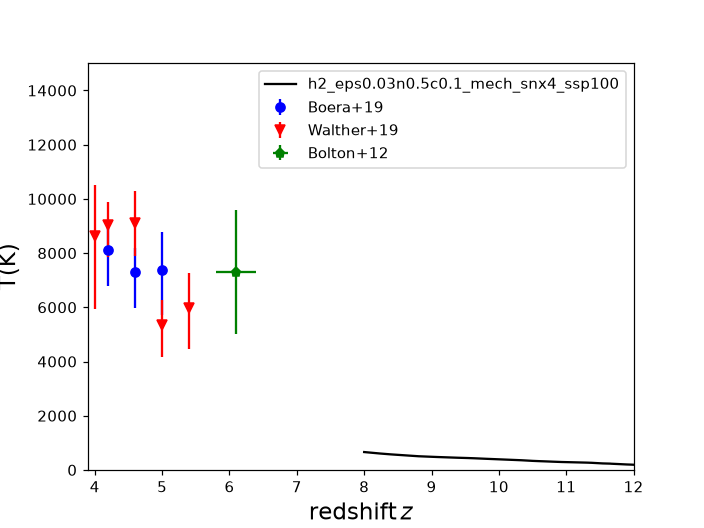 14000
12000
10000
8000
6000
4000
2000
0
T(K)
h2_eps0.03n0.5c0.1_mech_snx4_ssp100
Boera+19
Walther+19
Bolton+12
4 5 6 7 8 9 10 11 12
redshift z